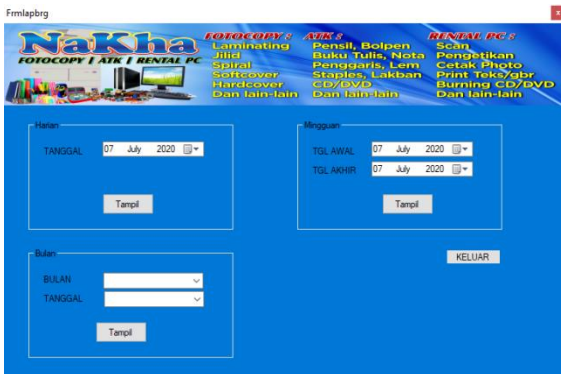 Frmlapbrg
x
NaKha
FOTOCOPY I ATK I RENTAL PC
FOTOCOPY :
Laminating
Jilid
Spiral
Softcover
Hardcover
Dan lain-lain
ATK :
Pensil, Bolpen
Buku Tulis, Nota
Penggaris, Lem
Staples, Lakban
CD/DVD
Dan lain-lain
RENTAL PC :
Scan
Pengetikan
Cetak Photo
Print Teks/gbr
Burning CD/DVD
Dan lain-lain
Harian
TANGGAL 07 July 2020
Tampil
Mingguan
TGL AWAL 07 July 2020
TGL AKHIR 07 July 2020
Tampil
Bulan
BULAN
TANGGAL
Tampil
KELUAR